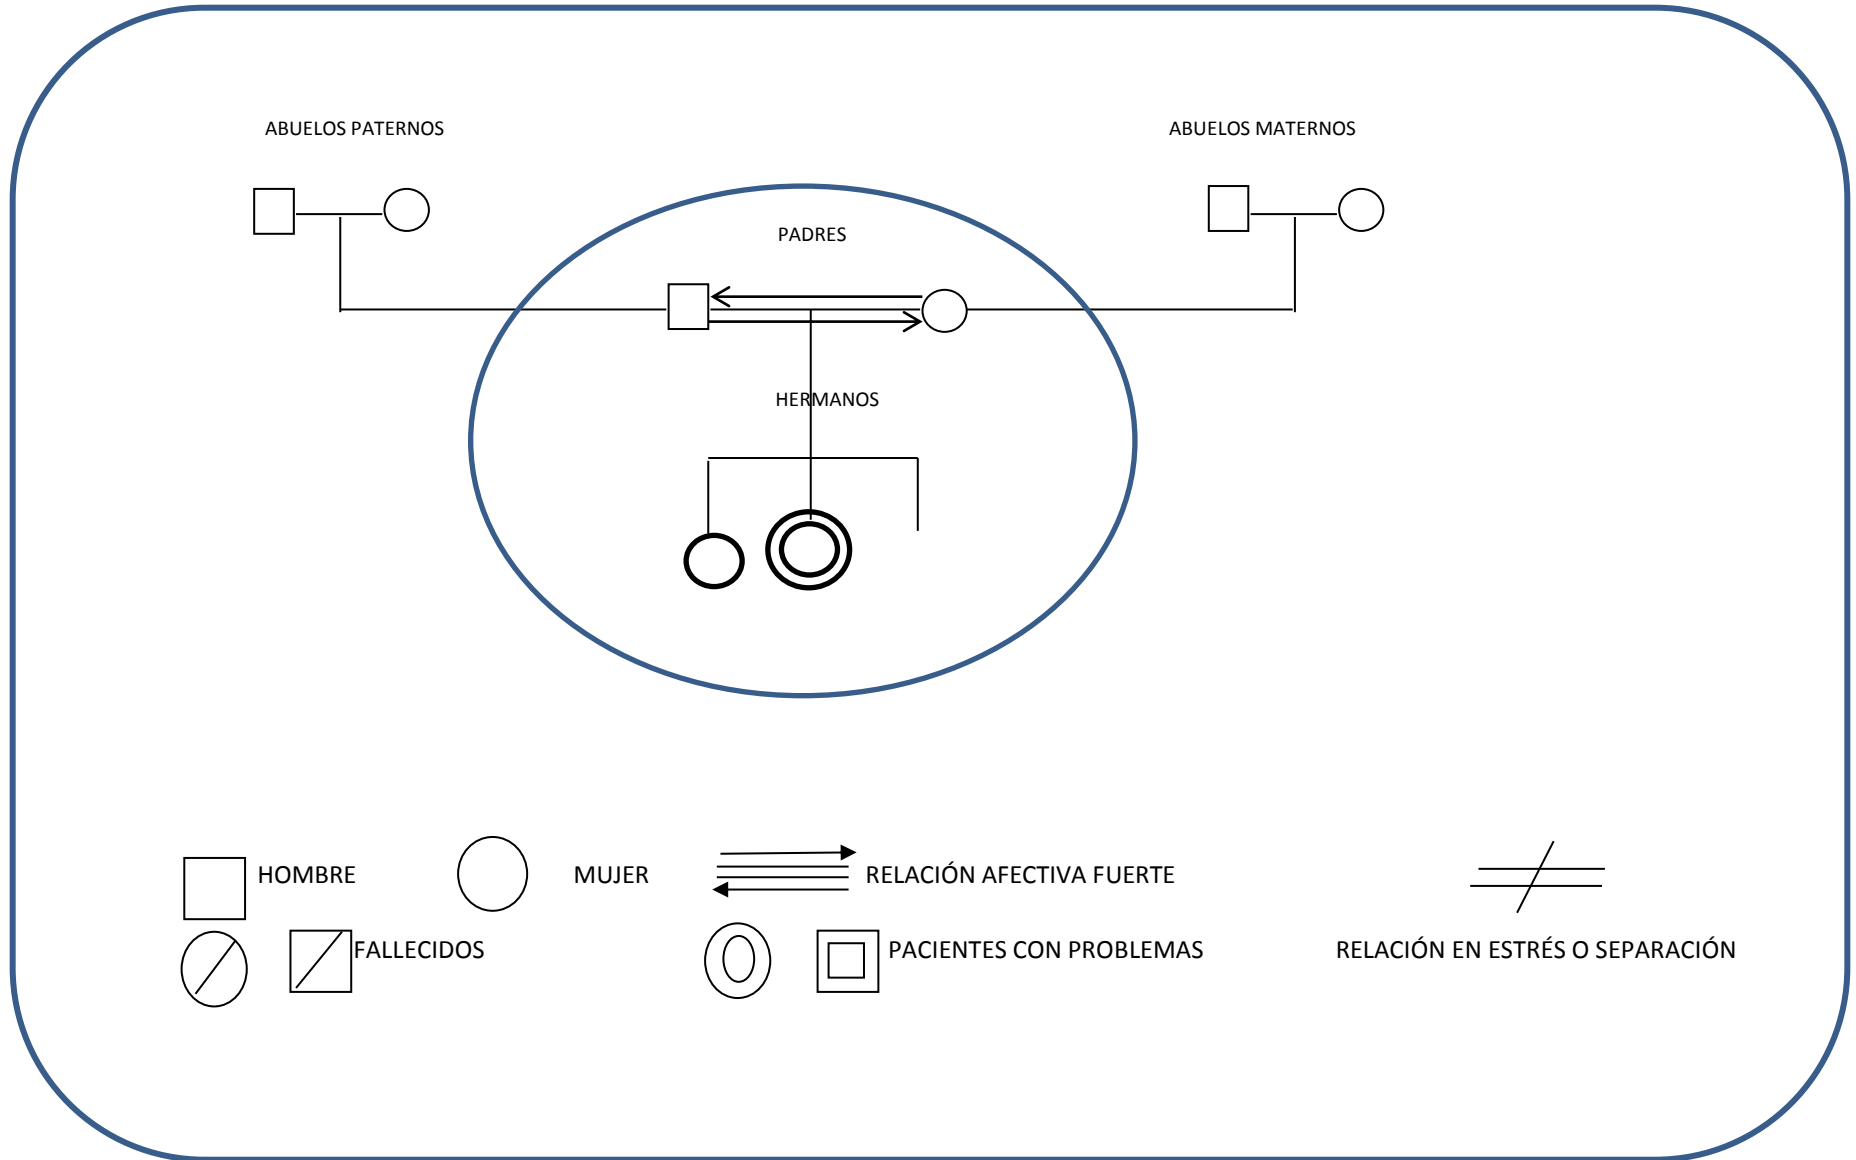 ABUELOS PATERNOS
ABUELOS MATERNOS
PADRES
HERMANOS
HOMBRE
MUJER
RELACIÓN AFECTIVA FUERTE
FALLECIDOS
PACIENTES CON PROBLEMAS
RELACIÓN EN ESTRÉS O SEPARACIÓN